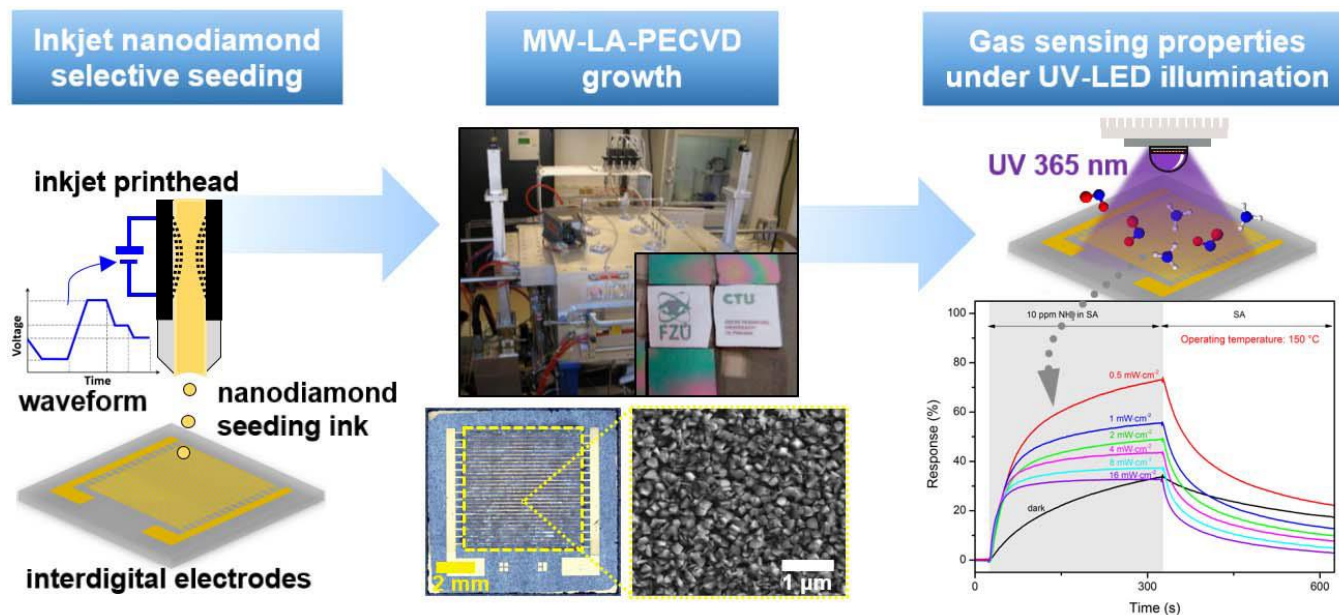 Inkjet nanodiamond
selective seeding
MW-LA-PECVD
growth
Gas sensing properties
under UV-LED illumination
inkjet printhead
Voltage
Time
waveform
nanodiamond
seeding ink
interdigital electrodes
FZU
CTU
2 mm
1 µm
UV 365 nm
10 ppm NH₃ in SA
SA
Operating temperature: 150 °C
Response (%)
100
80
60
40
20
0
0.5 mW·cm⁻²
1 mW·cm⁻²
2 mW·cm⁻²
4 mW·cm⁻²
8 mW·cm⁻²
16 mW·cm⁻²
dark
0
300
600
Time (s)